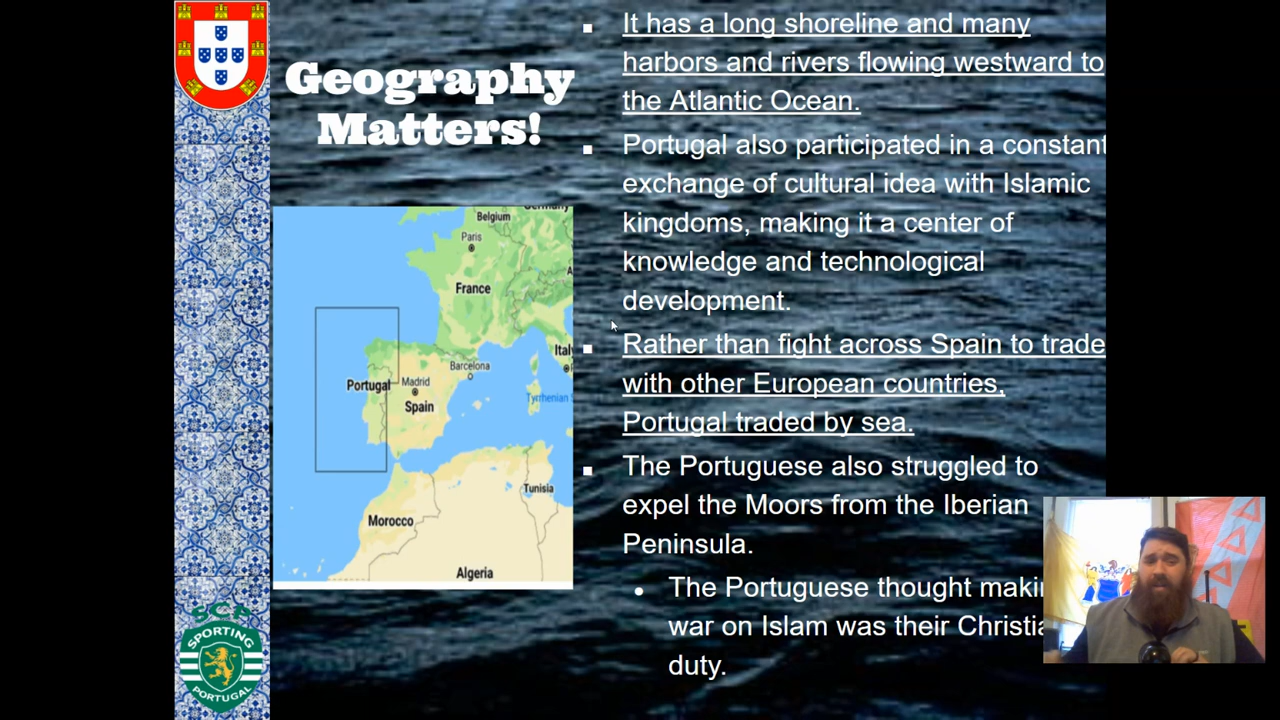 Geography
Matters!
It has a long shoreline and many
harbors and rivers flowing westward to
the Atlantic Ocean.
Portugal also participated in a constant
exchange of cultural idea with Islamic
kingdoms, making it a center of
knowledge and technological
development.
Rather than fight across Spain to trade
with other European countries,
Portugal traded by sea.
The Portuguese also struggled to
expel the Moors from the Iberian
Peninsula.
The Portuguese thought
war on Islam was their
duty.
Belgium
Paris
France
Barcelona
Portugal
Madrid
Spain
Tyrrhenian
Tunisia
Morocco
Algeria
SCP
SPORTING
PORTUGAL